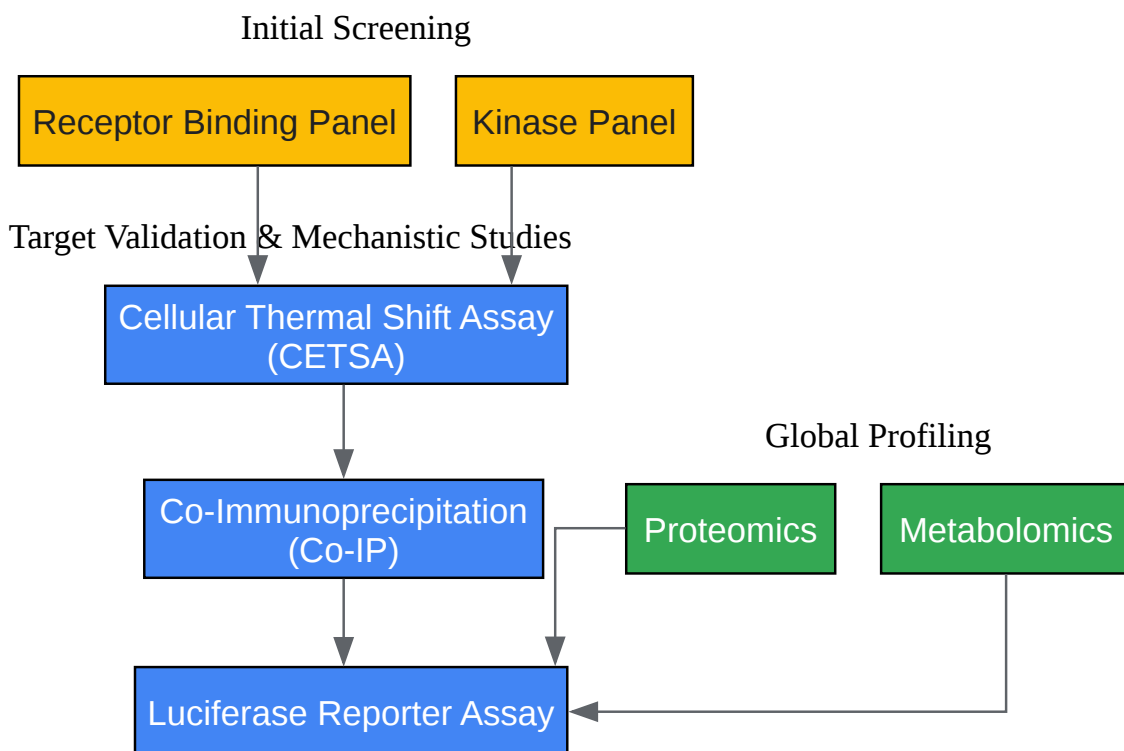 Initial Screening
Receptor Binding Panel
Kinase Panel
Target Validation & Mechanistic Studies
Cellular Thermal Shift Assay
(CETSA)
Global Profiling
Co-Immunoprecipitation
(Co-IP)
Proteomics
Metabolomics
Luciferase Reporter Assay